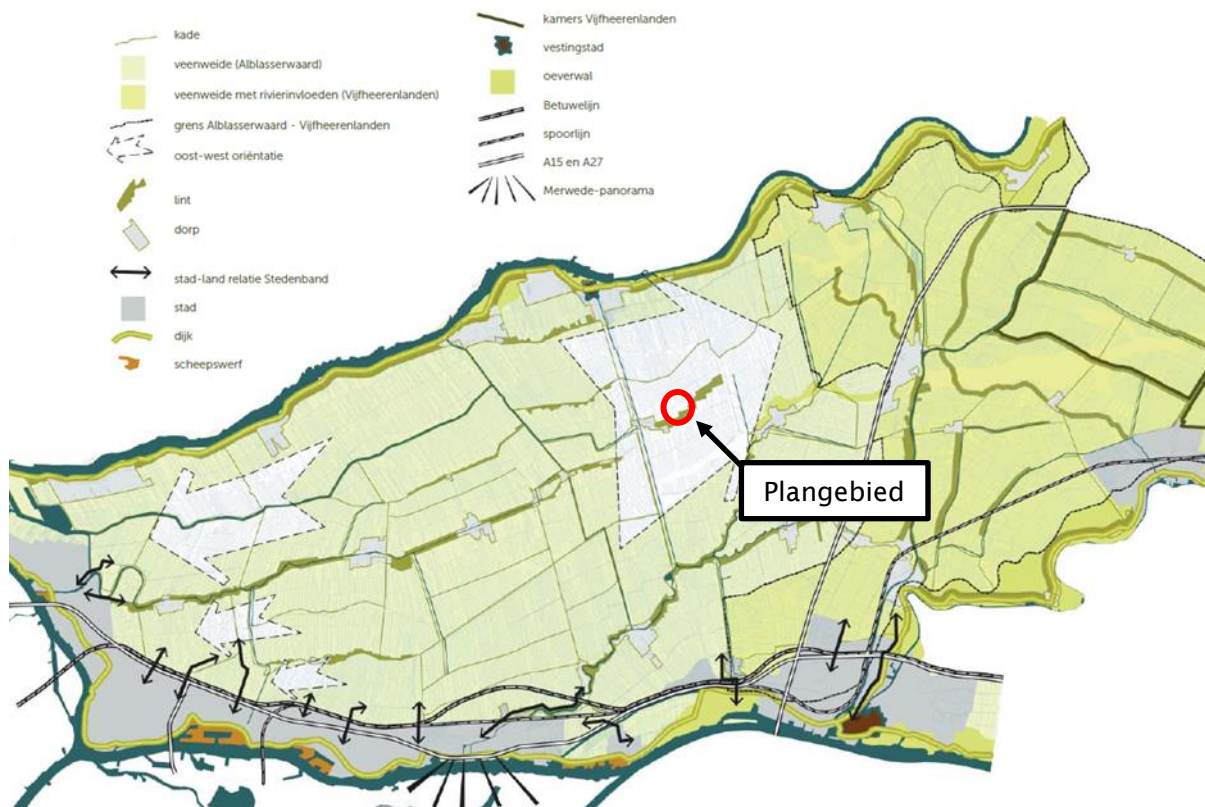 kade
veenweide (Alblasserwaard)
veenweide met rivierinvloeden (Vijfheerenlanden)
grens Alblasserwaard - Vijfheerenlanden
oost-west oriëntatie
lint
dorp
stad-land relatie Stedenband
stad
dijk
scheepswerf
kamers Vijfheerenlanden
vestingstad
oeverwal
Betuwelijn
spoorlijn
A15 en A27
Merwede-panorama
Plangebied